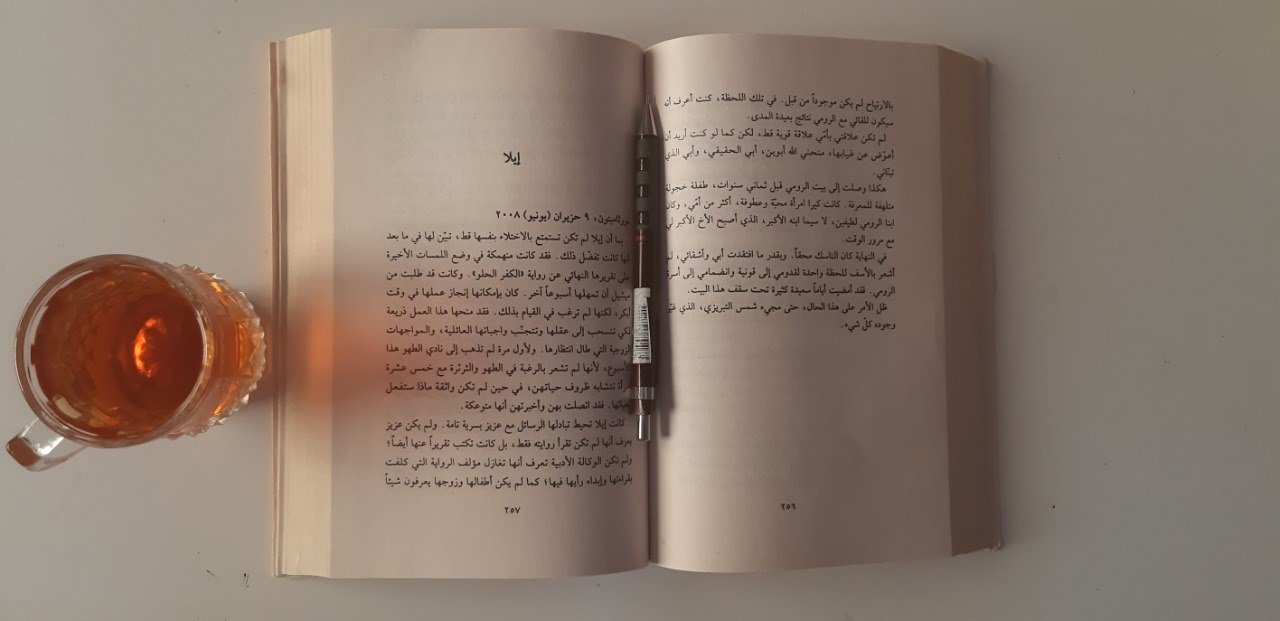 بالارتياح لم يكن موجوداً من قبل. في تلك اللحظة، كنت أعرف أن
سيكون للقائي مع الرومي نتائج بعيدة المدى.
لم تكن علاقتي بأمّي علاقة قوية قط، لكن كما لو كنت أريد أن
أعوّض عن غيابها، منحني الله أبوين، أبي الحقيقي، وأبي الذي
تبنّاني.
هكذا وصلت إلى بيت الرومي قبل ثماني سنوات، طفلة خجولة
متلهفة للمعرفة. كانت كيرا امرأة محبّة وعطوفة، أكثر من أمّي، وكان
ابنا الرومي لطيفين، لا سيما ابنه الأكبر، الذي أصبح الأخ الأكبر لي
مع مرور الوقت.
في النهاية كان الناسك محقاً. وبقدر ما افتقدت أبي وأشقائي، لم
أشعر بالأسف للحظة واحدة لقدومي إلى قونية وانضمامي إلى أسرة
الرومي. فقد أمضيت أياماً سعيدة كثيرة تحت سقف هذا البيت.
ظل الأمر على هذا الحال، حتى مجيء شمس التبريزي، الذي غيّر
وجوده كلّ شيء.
٢٥٦
إيلا
نورثامبتون، ٩ حزيران (يونيو) ٢٠٠٨
بما أن إيلا لم تكن تستمتع بالاختلاء بنفسها قط، تبيّن لها في ما بعد
أنها كانت تفضّل ذلك. فقد كانت منهمكة في وضع اللمسات الأخيرة
على تقريرها النهائي عن رواية «الكفر الحلو». وكانت قد طلبت من
ميشيل أن تمهلها أسبوعاً آخر. كان بإمكانها إنجاز عملها في وقت
مبكر، لكنها لم ترغب في القيام بذلك. فقد منحها هذا العمل ذريعة
لكي تنسحب إلى عقلها وتتجنّب واجباتها العائلية، والمواجهات
الزوجية التي طال انتظارها. ولأول مرة لم تذهب إلى نادي الطهو هذا
الأسبوع، لأنها لم تشعر بالرغبة في الطهو والثرثرة مع خمس عشرة
امرأة تتشابه ظروف حياتهن، في حين لم تكن واثقة ماذا ستفعل
بحياتها. فقد اتصلت بهن وأخبرتهن أنها متوعكة.
كانت إيلا تحيط تبادلها الرسائل مع عزيز بسرية تامة. ولم يكن عزيز
يعرف أنها لم تكن تقرأ روايته فقط، بل كانت تكتب تقريراً عنها أيضاً؛
ولم تكن الوكالة الأدبية تعرف أنها تغازل مؤلف الرواية التي كلفت
بقراءتها وإبداء رأيها فيها؛ كما لم يكن أطفالها وزوجها يعرفون شيئاً
٢٥٧